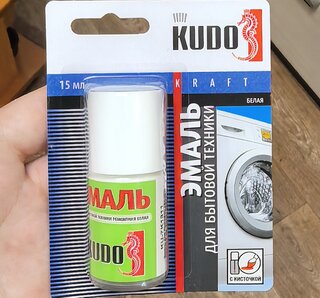 KUDO
15 мл
KRAFT
БЕЛАЯ
ЭМАЛЬ
ДЛЯ БЫТОВОЙ ТЕХНИКИ
ЭМАЛЬ
KUDO
С КИСТОЧКОЙ